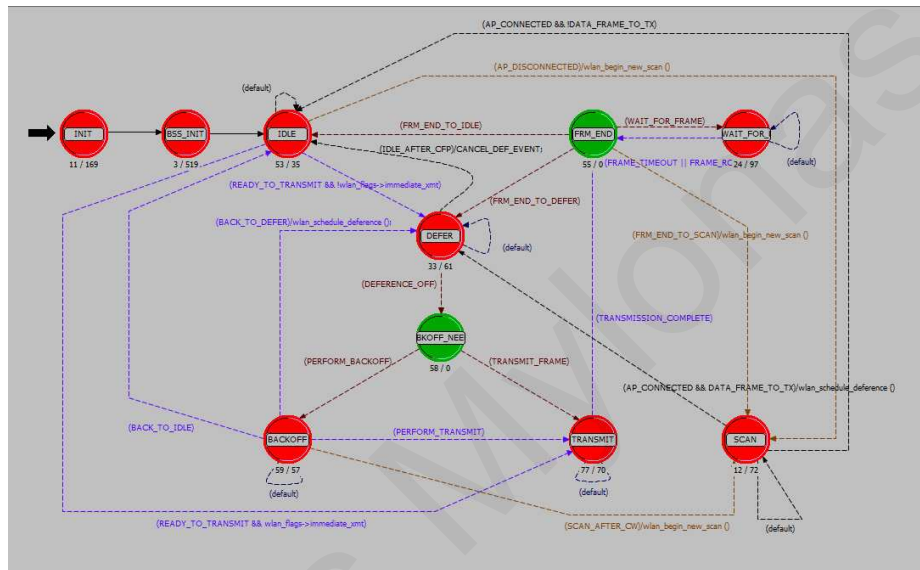 (AP_CONNECTED && !DATA_FRAME_TO_TX)
(AP_DISCONNECTED)/wlan_begin_new_scan ()
(default)
INIT
BSS_INIT
IDLE
FRM_END
WAIT_FOR_
11 / 169
3 / 519
53 / 35
55 / 0
24 / 97
(FRM_END_TO_IDLE)
(WAIT_FOR_FRAME)
(default)
(IDLE_AFTER_CFP)/CANCEL_DEF_EVENT;
(FRAME_TIMEOUT || FRAME_RC
(READY_TO_TRANSMIT && !wlan_flags->immediate_xmt)
(FRM_END_TO_DEFER)
(BACK_TO_DEFER)/wlan_schedule_deference ();
DEFER
(default)
33 / 61
(FRM_END_TO_SCAN)/wlan_begin_new_scan ()
(DEFERENCE_OFF)
(TRANSMISSION_COMPLETE)
BKOFF_NEE
58 / 0
(PERFORM_BACKOFF)
(TRANSMIT_FRAME)
(AP_CONNECTED && DATA_FRAME_TO_TX)/wlan_schedule_deference ()
(BACK_TO_IDLE)
(PERFORM_TRANSMIT)
BACKOFF
TRANSMIT
SCAN
59 / 57
77 / 70
12 / 72
(default)
(default)
(default)
(READY_TO_TRANSMIT && wlan_flags->immediate_xmt)
(SCAN_AFTER_CW)/wlan_begin_new_scan ()
Mylonas